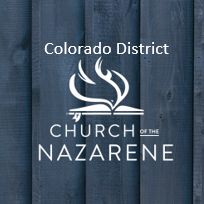 Colorado District
CHURCH OF THE
NAZARENE